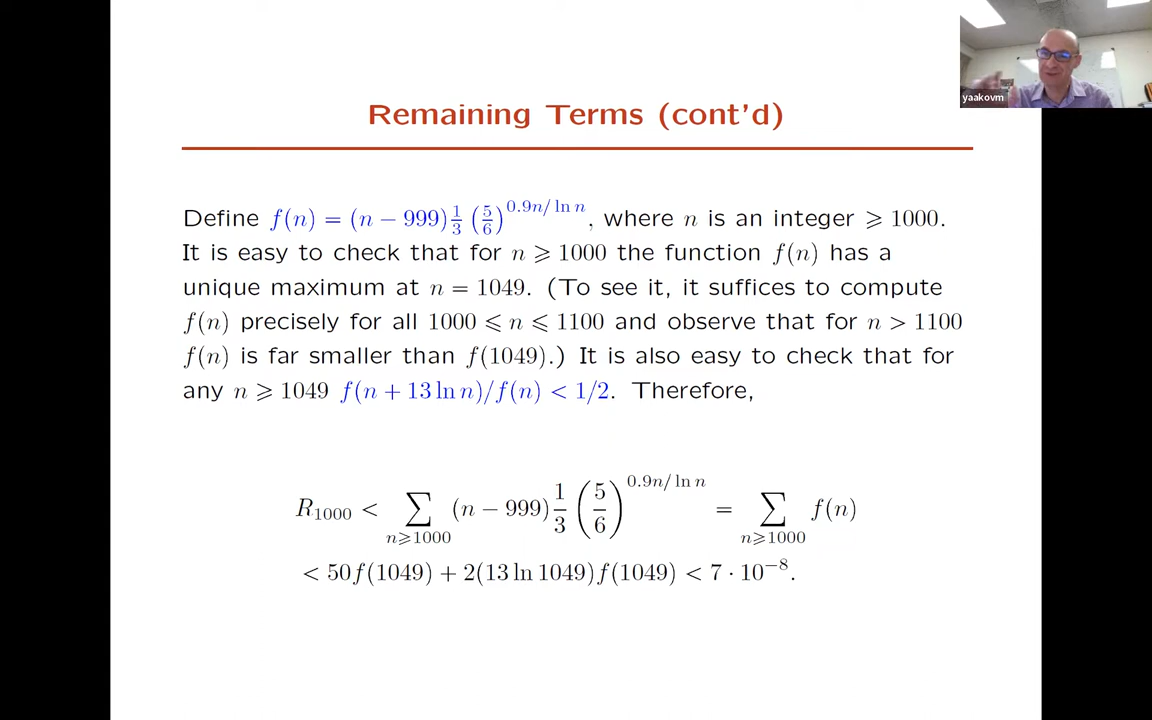 yaakovm
Remaining Terms (cont'd)
Define f(n) = (n − 999)1/3 (5/6)^{0.9n/ ln n}, where n is an integer ⩾ 1000.
It is easy to check that for n ⩾ 1000 the function f(n) has a
unique maximum at n = 1049. (To see it, it suffices to compute
f(n) precisely for all 1000 ⩽ n ⩽ 1100 and observe that for n > 1100
f(n) is far smaller than f(1049).) It is also easy to check that for
any n ⩾ 1049 f(n + 13 ln n)/f(n) < 1/2. Therefore,
R_{1000} < ∑_{n⩾1000} (n − 999)1/3 (5/6)^{0.9n/ ln n} = ∑_{n⩾1000} f(n)
< 50f(1049) + 2(13 ln 1049)f(1049) < 7 · 10^{−8}.